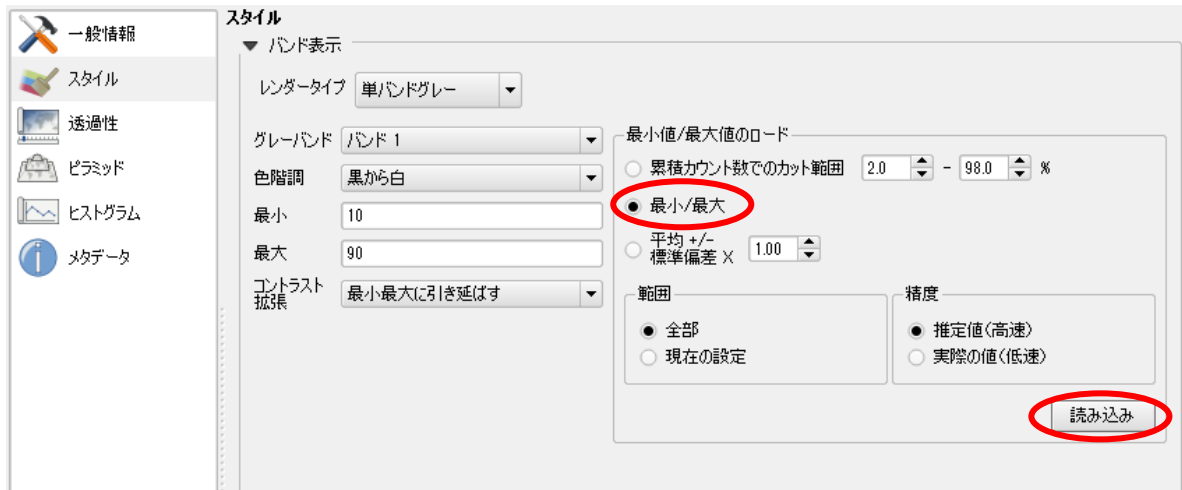 一般情報
スタイル
透過性
ピラミッド
ヒストグラム
メタデータ
スタイル
バンド表示
レンダータイプ 単バンドグレー
グレーバンド バンド 1
色階調 黒から白
最小 10
最大 90
コントラスト
拡張 最小最大に引き延ばす
最小値/最大値のロード
累積カウント数でのカット範囲 2.0 - 98.0 %
最小/最大
平均 +/-
標準偏差 × 1.00
範囲
全部
現在の設定
精度
推定値(高速)
実際の値(低速)
読み込み